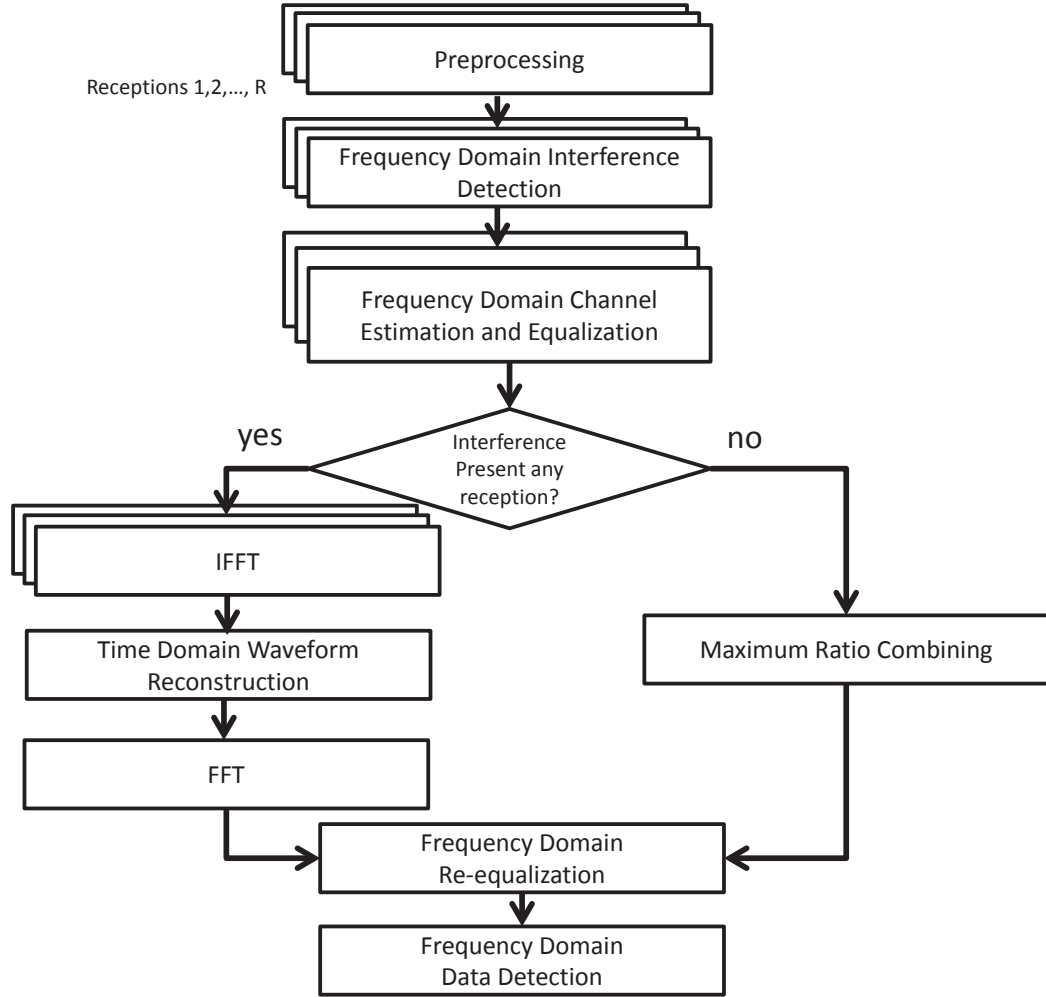 Preprocessing
Receptions 1,2,..., R
Frequency Domain Interference
Detection
Frequency Domain Channel
Estimation and Equalization
yes
no
Interference
Present any
reception?
IFFT
Time Domain Waveform
Reconstruction
Maximum Ratio Combining
FFT
Frequency Domain
Re-equalization
Frequency Domain
Data Detection